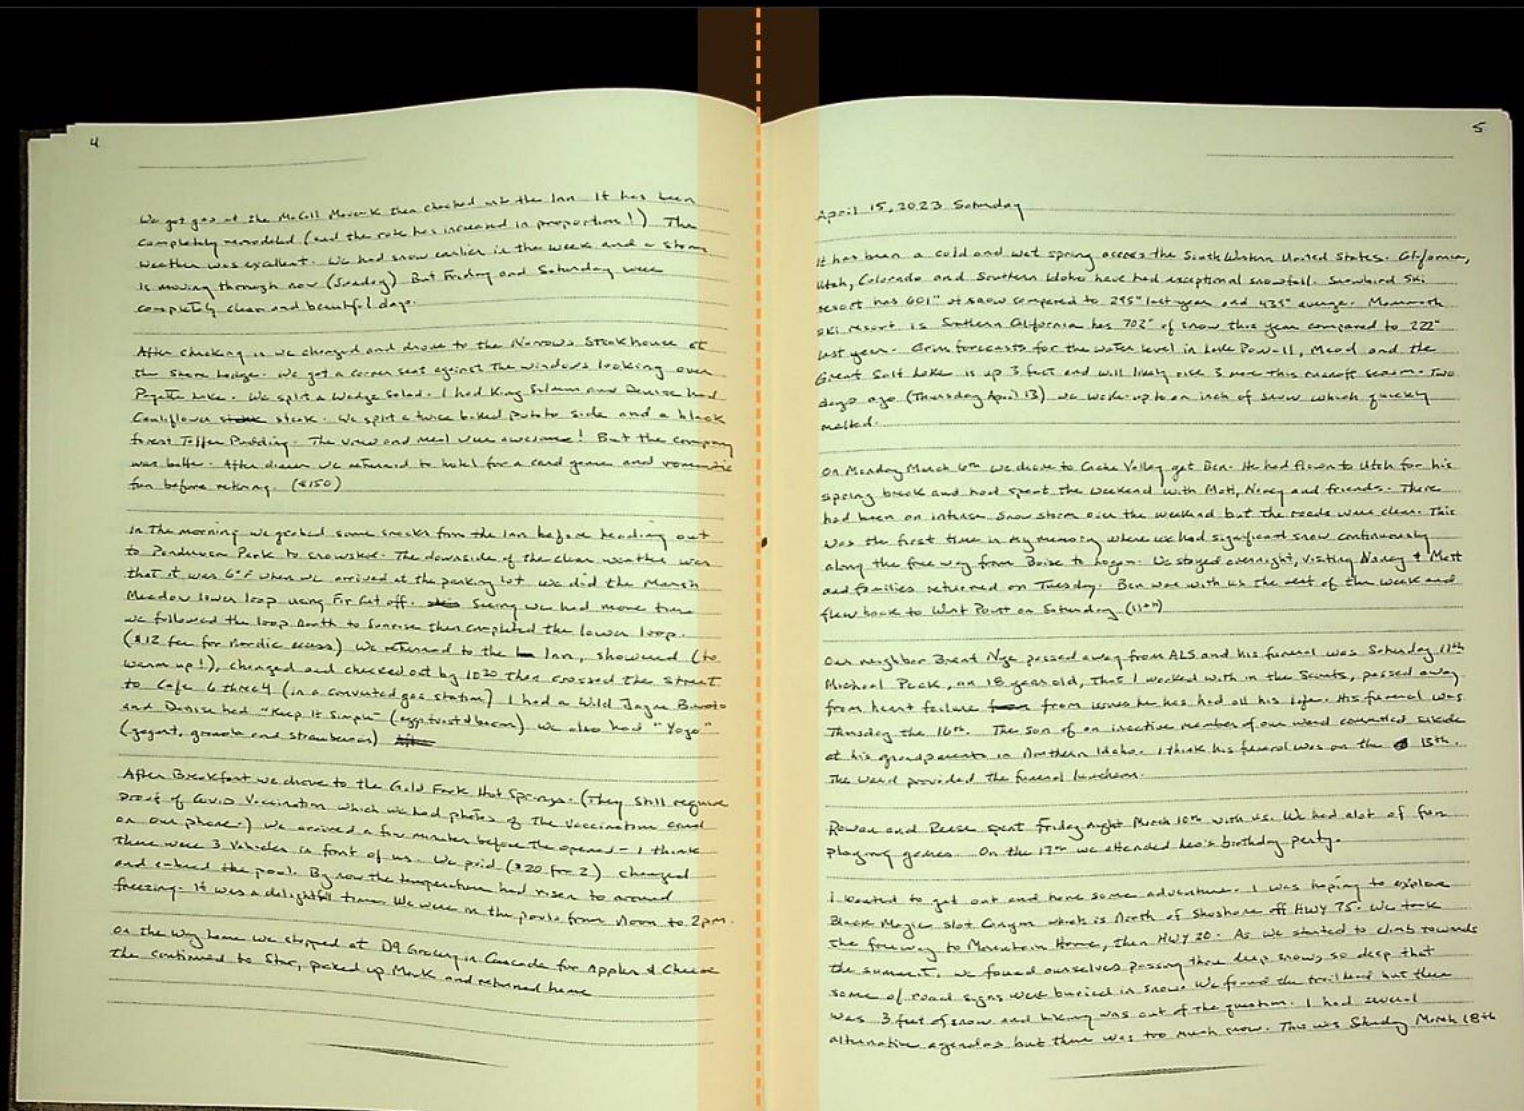 4
We got gas at the McCall Maverik then checked into the Inn. It has been
completely remodeled (and the rate has increased in proportion!) The
weather was excellent. We had snow earlier in the week and a storm
is moving through now (Sunday) But Friday and Saturday were
completely clear and beautiful days.
After checking in we changed and drove to the Narrows Steakhouse at
the Shore Lodge. We got a corner seat against the windows looking over
Payette Lake. We split a Wedge Salad. I had King Salmon and Denise had
Cauliflower steak. We split a twice baked potato side and a black
forest Toffee Pudding. The view and meal were awesome! But the company
was better. After dinner we returned to hotel for a card game and romantic
fun before retiring. ($150)
In the morning we grabbed some snacks from the Inn before heading out
to Ponderosa Park to snowshoe. The downside of the clear weather was
that it was 6°F when we arrived at the parking lot. We did the Marsh
Meadow lower loop using Fir Cut off. Seeing we had more time
we followed the loop North to Sunrise then completed the lower loop.
($12 fee for Nordic access) We returned to the Inn, showered (to
warm up!), changed and checked out by 1030 then crossed the street
to Cafe 6 three4 (in a converted gas station) I had a Wild Jayne Burrito
and Denise had "Keep It Simple" (egg, toast & bacon) We also had "Yogo"
(yogurt, granola and strawberries)
After Breakfast we drove to the Gold Fork Hot Springs. (They still require
proof of Covid Vaccination which we had photos of the vaccination card
on our phone.) We arrived a few minutes before the opened - I think
There were 3 Vehicles in front of us. We paid ($20 for 2) changed
and entered the pool. By now the temperature had risen to around
freezing. It was a delightful time. We were in the pools from Noon to 2pm.
On the way home we stopped at D9 Grocery in Cascade for Apples & Cheese
the continued to Star, picked up Mark and returned home
5
April 15, 2023 Saturday
It has been a cold and wet spring across the South Western United States. California,
Utah, Colorado and Southern Idaho have had exceptional snowfall. Snowbird Ski
resort has 601" of snow compared to 295" last year and 435" average. Mammoth
ski resort is Southern California has 702" of snow this year compared to 222"
last year. Grim forecasts for the water level in Lake Powell, Mead and the
Great Salt Lake is up 3 feet and will likely rise 3 more this runoff season. Two
days ago (Thursday April 13) we woke-up to an inch of snow which quickly
melted.
On Monday March 6th we drove to Cache Valley get Ben. He had flown to Utah for his
spring break and had spent the weekend with Matt, Nancy and friends. There
had been an intense snow storm over the weekend but the roads were clear. This
was the first time in my memory where we had significant snow continuously
along the freeway from Boise to Logan. We stayed overnight, visiting Nancy & Matt
and families returned on Tuesday. Ben was with us the rest of the week and
flew back to West Point on Saturday (11th)
Our neighbor Brent Nye passed away from ALS and his funeral was Saturday 11th
Michael Peck, an 18 year old, that I worked with in the Scouts, passed away
from heart failure from issues he has had all his life. His funeral was
Thursday the 16th. The son of an inactive member of our ward committed suicide
at his grandparents in Northern Idaho. I think his funeral was on the 13th.
The ward provided the funeral luncheon.
Rowan and Reese spent Friday night March 10th with us. We had alot of fun
playing games. On the 17th we attended Leo's birthday party.
I wanted to get out and have some adventure. I was hoping to explore
Black Magic slot Canyon which is North of Shoshone off HWY 75. We took
the freeway to Mountain Home, then HWY 20. As we started to climb towards
the summit, we found ourselves passing thru deep snow, so deep that
some of road signs were buried in snow. We found the trailhead but there
was 3 feet of snow and hiking was out of the question. I had several
alternative agendas but there was too much snow. This was March 18th